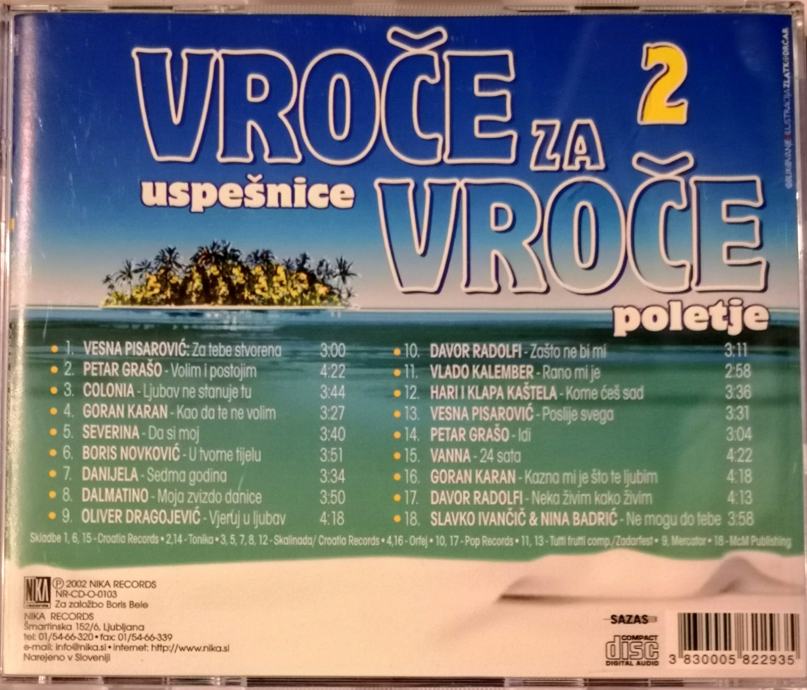 VROČE
ZA
2
uspešnice
VROČE
poletje
OBLIKOVANJE ILUSTRACIJA ZLATKO DRČAR
1. VESNA PISAROVIĆ: Za tebe stvorena 3:00
2. PETAR GRAŠO - Volim i postojim 4:22
3. COLONIA - Ljubav ne stanuje tu 3:44
4. GORAN KARAN - Kao da te ne volim 3:27
5. SEVERINA - Da si moj 3:40
6. BORIS NOVKOVIĆ - U tvome tijelu 3:51
7. DANIJELA - Sedma godina 3:34
8. DALMATINO - Moja zvizdo danice 3:50
9. OLIVER DRAGOJEVIĆ - Vjeruj u ljubav 4:18
10. DAVOR RADOLFI - Zašto ne bi mi 3:11
11. VLADO KALEMBER - Rano mi je 2:58
12. HARI I KLAPA KAŠTELA - Kome ćeš sad 3:36
13. VESNA PISAROVIĆ - Poslije svega 3:31
14. PETAR GRAŠO - Idi 3:04
15. VANNA - 24 sata 4:22
16. GORAN KARAN - Kazna mi je što te ljubim 4:18
17. DAVOR RADOLFI - Neka živim kako živim 4:13
18. SLAVKO IVANČIĆ & NINA BADRIĆ - Ne mogu do tebe 3:58
Skladbe 1, 6, 15 - Croatia Records • 2,14 - Tonika • 3, 5, 7, 8, 12 - Skalinada/ Croatia Records • 4,16 - Orfej • 10, 17 - Pop Records • 11, 13 - Tutti frutti comp./Zadarfest • 9, Mercator • 18 - McM Publishing
NIKA
records
℗ 2002 NIKA RECORDS
NR-CD-O-0103
Za založbo Boris Bele
NIKA RECORDS
Šmartinska 152/6, Ljubljana
tel: 01/54-66-320 • fax: 01/54-66-339
e-mail: info@nika.si • internet: http://www.nika.si
Narejeno v Sloveniji
SAZAS
COMPACT
disc
DIGITAL AUDIO
3 830005 822935